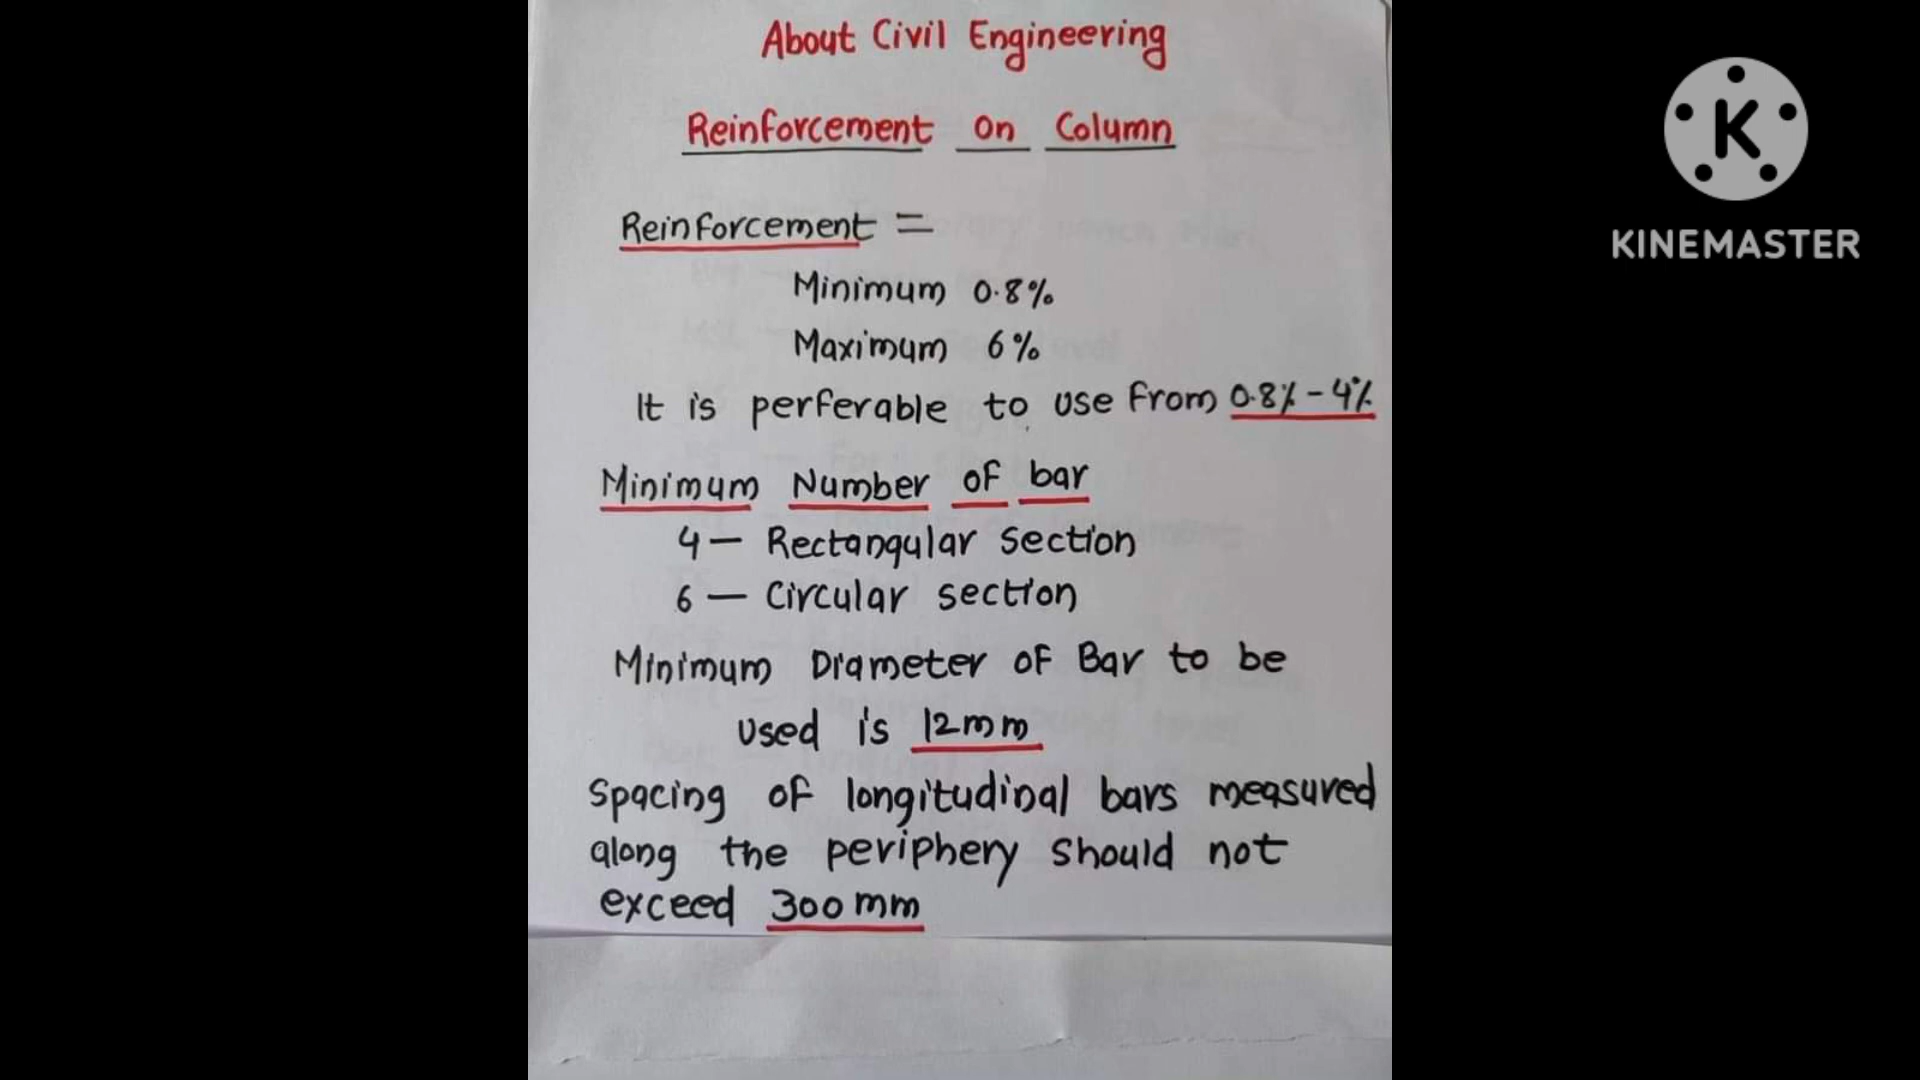 About Civil Engineering
Reinforcement on Column
Reinforcement =
Minimum 0.8%
Maximum 6%
It is perferable to use from 0.8% - 4%
Minimum Number of bar
4 — Rectangular section
6 — Circular section
Minimum Diameter of Bar to be
used is 12mm
Spacing of longitudinal bars measured
along the periphery should not
exceed 300mm
K
KINEMASTER